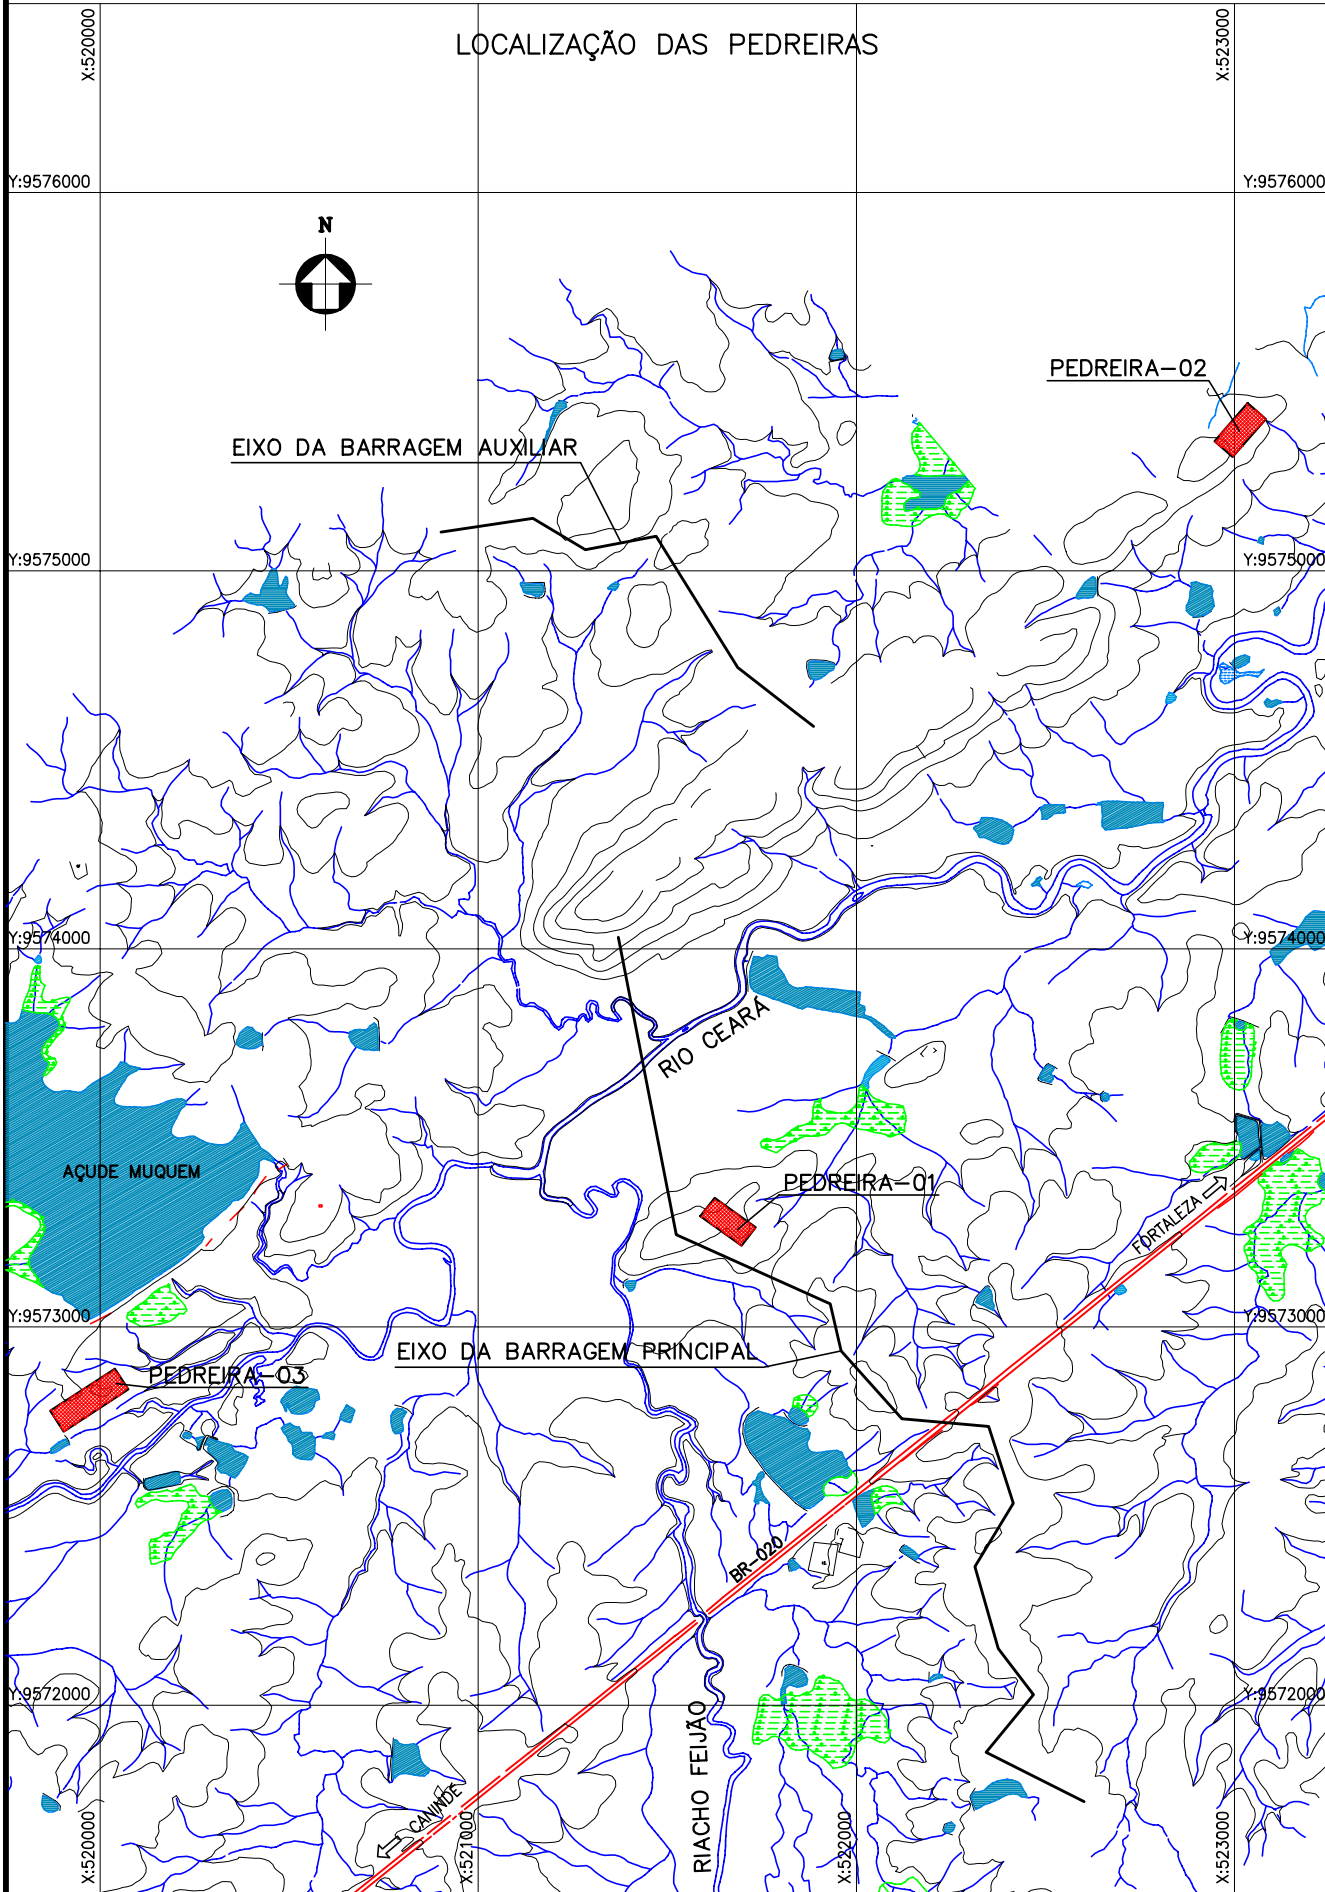 X:520000
X:523000
LOCALIZAÇÃO DAS PEDREIRAS
Y:9576000
Y:9576000
N
PEDREIRA-02
EIXO DA BARRAGEM AUXILIAR
Y:9575000
Y:9575000
Y:9574000
Y:9574000
RIO CEARÁ
AÇUDE MUQUEM
PEDREIRA-01
FORTALEZA
Y:9573000
Y:9573000
EIXO DA BARRAGEM PRINCIPAL
PEDREIRA-03
BR-020
Y:9572000
Y:9572000
RIACHO FEIJÃO
CANINDÉ
X:520000
X:521000
X:522000
X:523000